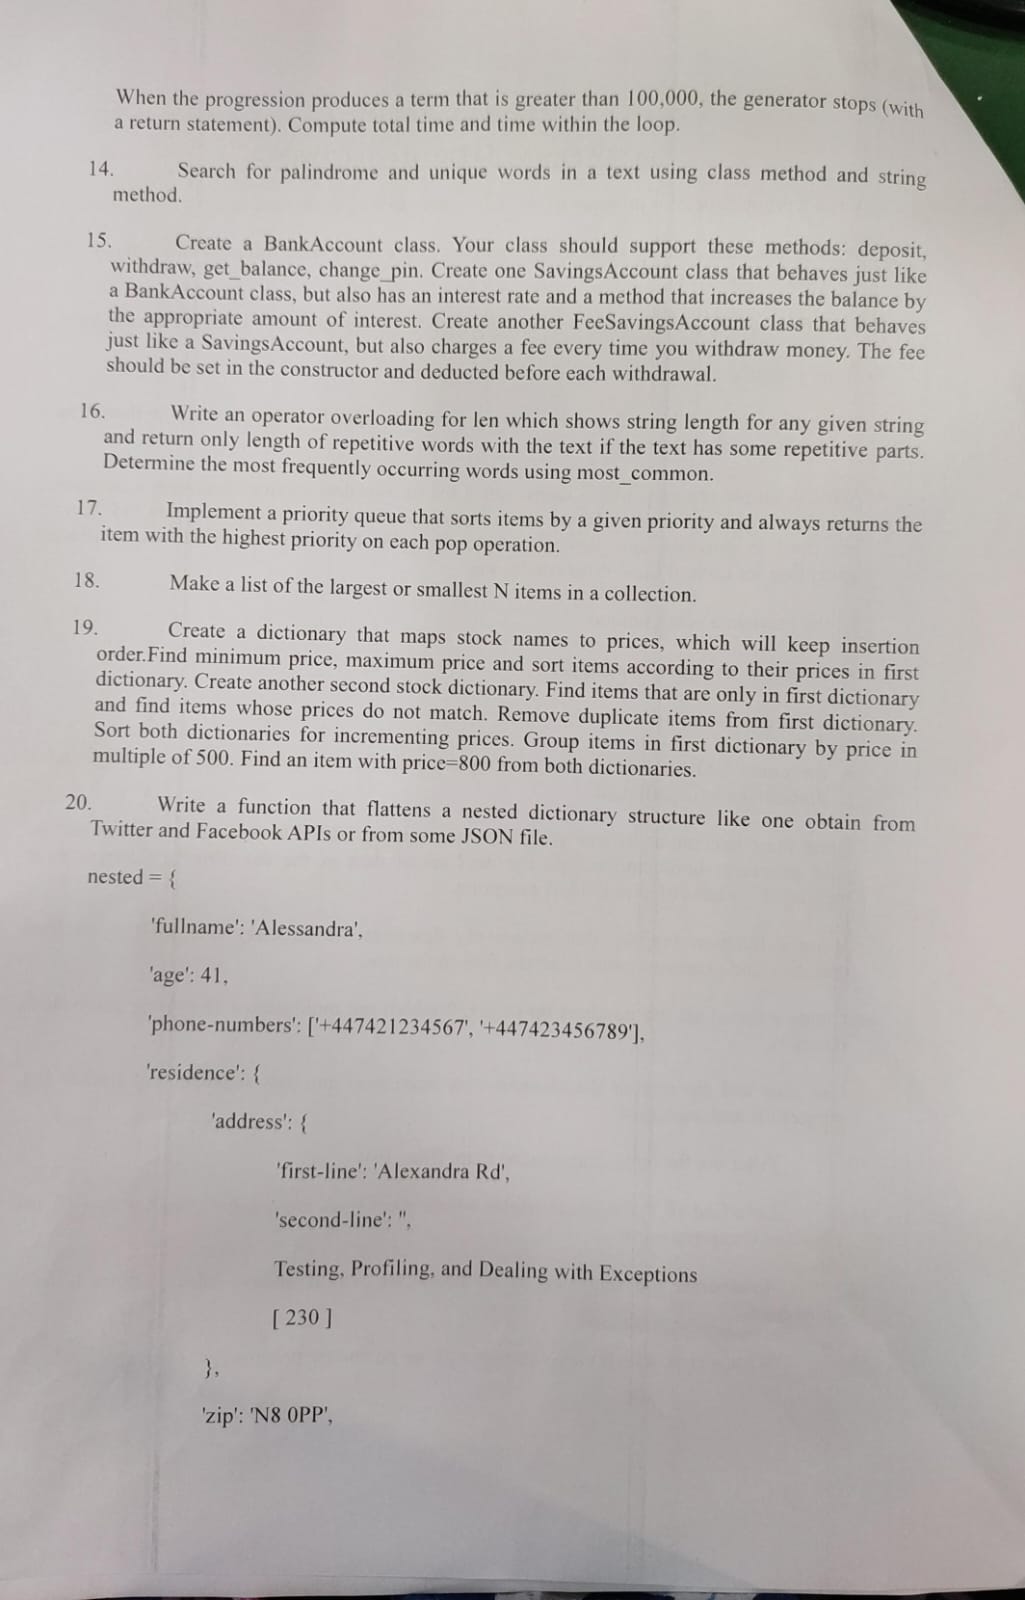 When the progression produces a term that is greater than 100,000, the generator stops (with
a return statement). Compute total time and time within the loop.
14. Search for palindrome and unique words in a text using class method and string
method.
15. Create a BankAccount class. Your class should support these methods: deposit,
withdraw, get_balance, change_pin. Create one SavingsAccount class that behaves just like
a BankAccount class, but also has an interest rate and a method that increases the balance by
the appropriate amount of interest. Create another FeeSavingsAccount class that behaves
just like a SavingsAccount, but also charges a fee every time you withdraw money. The fee
should be set in the constructor and deducted before each withdrawal.
16. Write an operator overloading for len which shows string length for any given string
and return only length of repetitive words with the text if the text has some repetitive parts.
Determine the most frequently occurring words using most_common.
17. Implement a priority queue that sorts items by a given priority and always returns the
item with the highest priority on each pop operation.
18. Make a list of the largest or smallest N items in a collection.
19. Create a dictionary that maps stock names to prices, which will keep insertion
order.Find minimum price, maximum price and sort items according to their prices in first
dictionary. Create another second stock dictionary. Find items that are only in first dictionary
and find items whose prices do not match. Remove duplicate items from first dictionary.
Sort both dictionaries for incrementing prices. Group items in first dictionary by price in
multiple of 500. Find an item with price=800 from both dictionaries.
20. Write a function that flattens a nested dictionary structure like one obtain from
Twitter and Facebook APIs or from some JSON file.
nested = {
'fullname': 'Alessandra',
'age': 41,
'phone-numbers': ['+447421234567', '+447423456789'],
'residence': {
'address': {
'first-line': 'Alexandra Rd',
'second-line': '',
Testing, Profiling, and Dealing with Exceptions
[ 230 ]
},
'zip': 'N8 0PP',